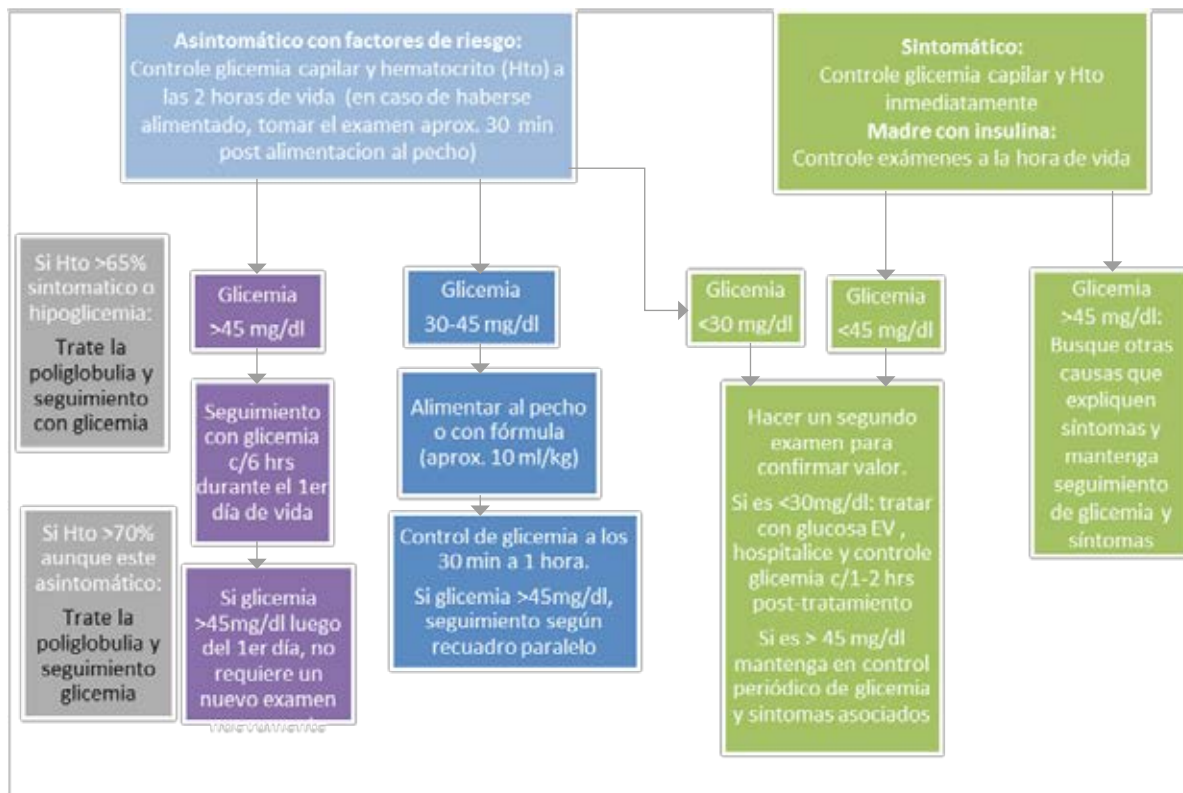 Asintomático con factores de riesgo:
Controle glicemia capilar y hematocrito (Hto) a
las 2 horas de vida (en caso de haberse
alimentado, tomar el examen aprox. 30 min
post alimentacion al pecho)
Sintomático:
Controle glicemia capilar y Hto
inmediatamente
Madre con insulina:
Controle exámenes a la hora de vida
Si Hto >65%
sintomatico o
hipoglicemia:
Trate la
poliglobulia y
seguimiento
con glicemia
Si Hto >70%
aunque este
asintomático:
Trate la
poliglobulia y
seguimiento
glicemia
Glicemia
>45 mg/dl
Seguimiento
con glicemia
c/6 hrs
durante el 1er
día de vida
Si glicemia
>45mg/dl luego
del 1er día, no
requiere un
nuevo examen
nuevamente
Glicemia
30-45 mg/dl
Alimentar al pecho
o con fórmula
(aprox. 10 ml/kg)
Control de glicemia a los
30 min a 1 hora.
Si glicemia >45mg/dl,
seguimiento según
recuadro paralelo
Glicemia
<30 mg/dl
Glicemia
<45 mg/dl
Hacer un segundo
examen para
confirmar valor.
Si es <30mg/dl: tratar
con glucosa EV ,
hospitalice y controle
glicemia c/1-2 hrs
post-tratamiento
Si es > 45 mg/dl
mantenga en control
periódico de glicemia
y sintomas asociados
Glicemia
>45 mg/dl:
Busque otras
causas que
expliquen
síntomas y
mantenga
seguimiento
de glicemia y
síntomas